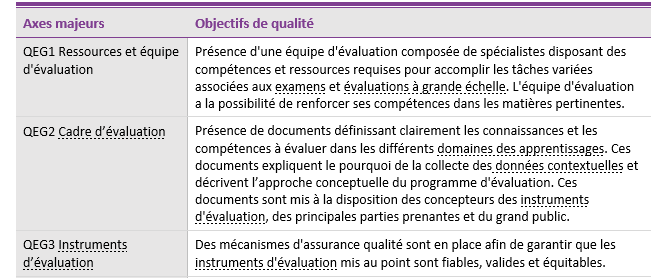 Axes majeurs
Objectifs de qualité
QEG1 Ressources et équipe
d'évaluation
Présence d'une équipe d'évaluation composée de spécialistes disposant des
compétences et ressources requises pour accomplir les tâches variées
associées aux examens et évaluations à grande échelle. L'équipe d'évaluation
a la possibilité de renforcer ses compétences dans les matières pertinentes.
QEG2 Cadre d’évaluation
Présence de documents définissant clairement les connaissances et les
compétences à évaluer dans les différents domaines des apprentissages. Ces
documents expliquent le pourquoi de la collecte des données contextuelles et
décrivent l’approche conceptuelle du programme d'évaluation. Ces
documents sont mis à la disposition des concepteurs des instruments
d'évaluation, des principales parties prenantes et du grand public.
QEG3 Instruments
d’évaluation
Des mécanismes d'assurance qualité sont en place afin de garantir que les
instruments d'évaluation mis au point sont fiables, valides et équitables.